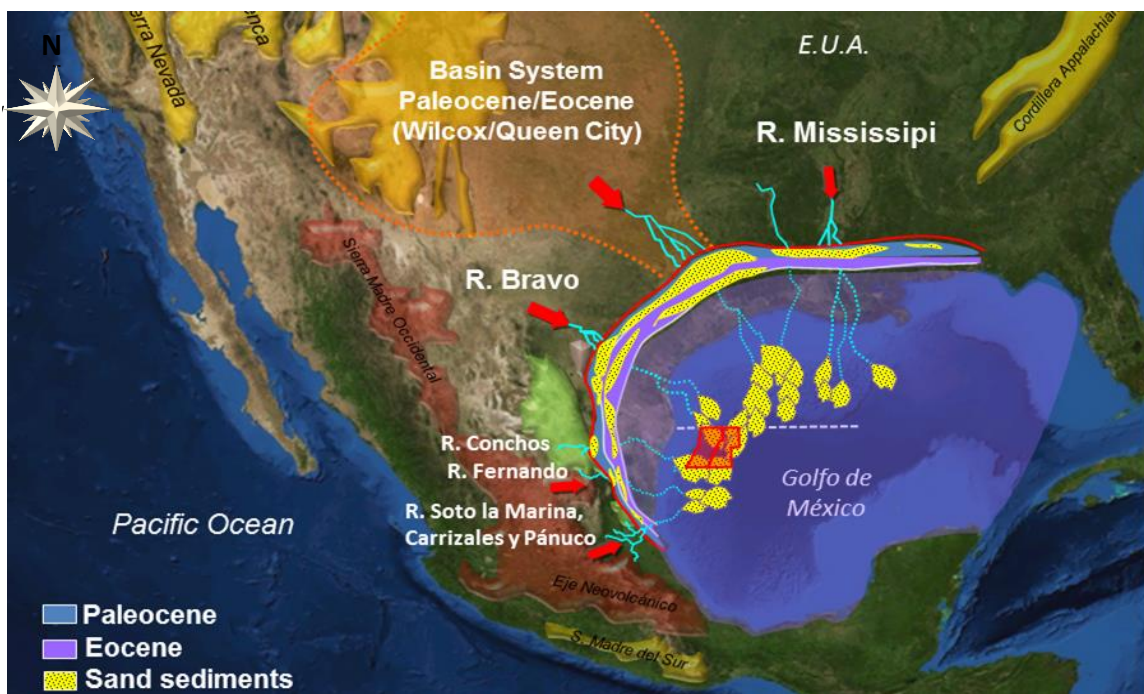 N
Sierra Nevada
enca
E.U.A.
Cordillera Appalachian
Basin System
Paleocene/Eocene
(Wilcox/Queen City)
R. Mississipi
R. Bravo
Sierra Madre Occidental
R. Conchos
R. Fernando
R. Soto la Marina,
Carrizales y Pánuco
Golfo de
México
Pacific Ocean
Eje Neovolcánico
S. Madre del Sur
Paleocene
Eocene
Sand sediments